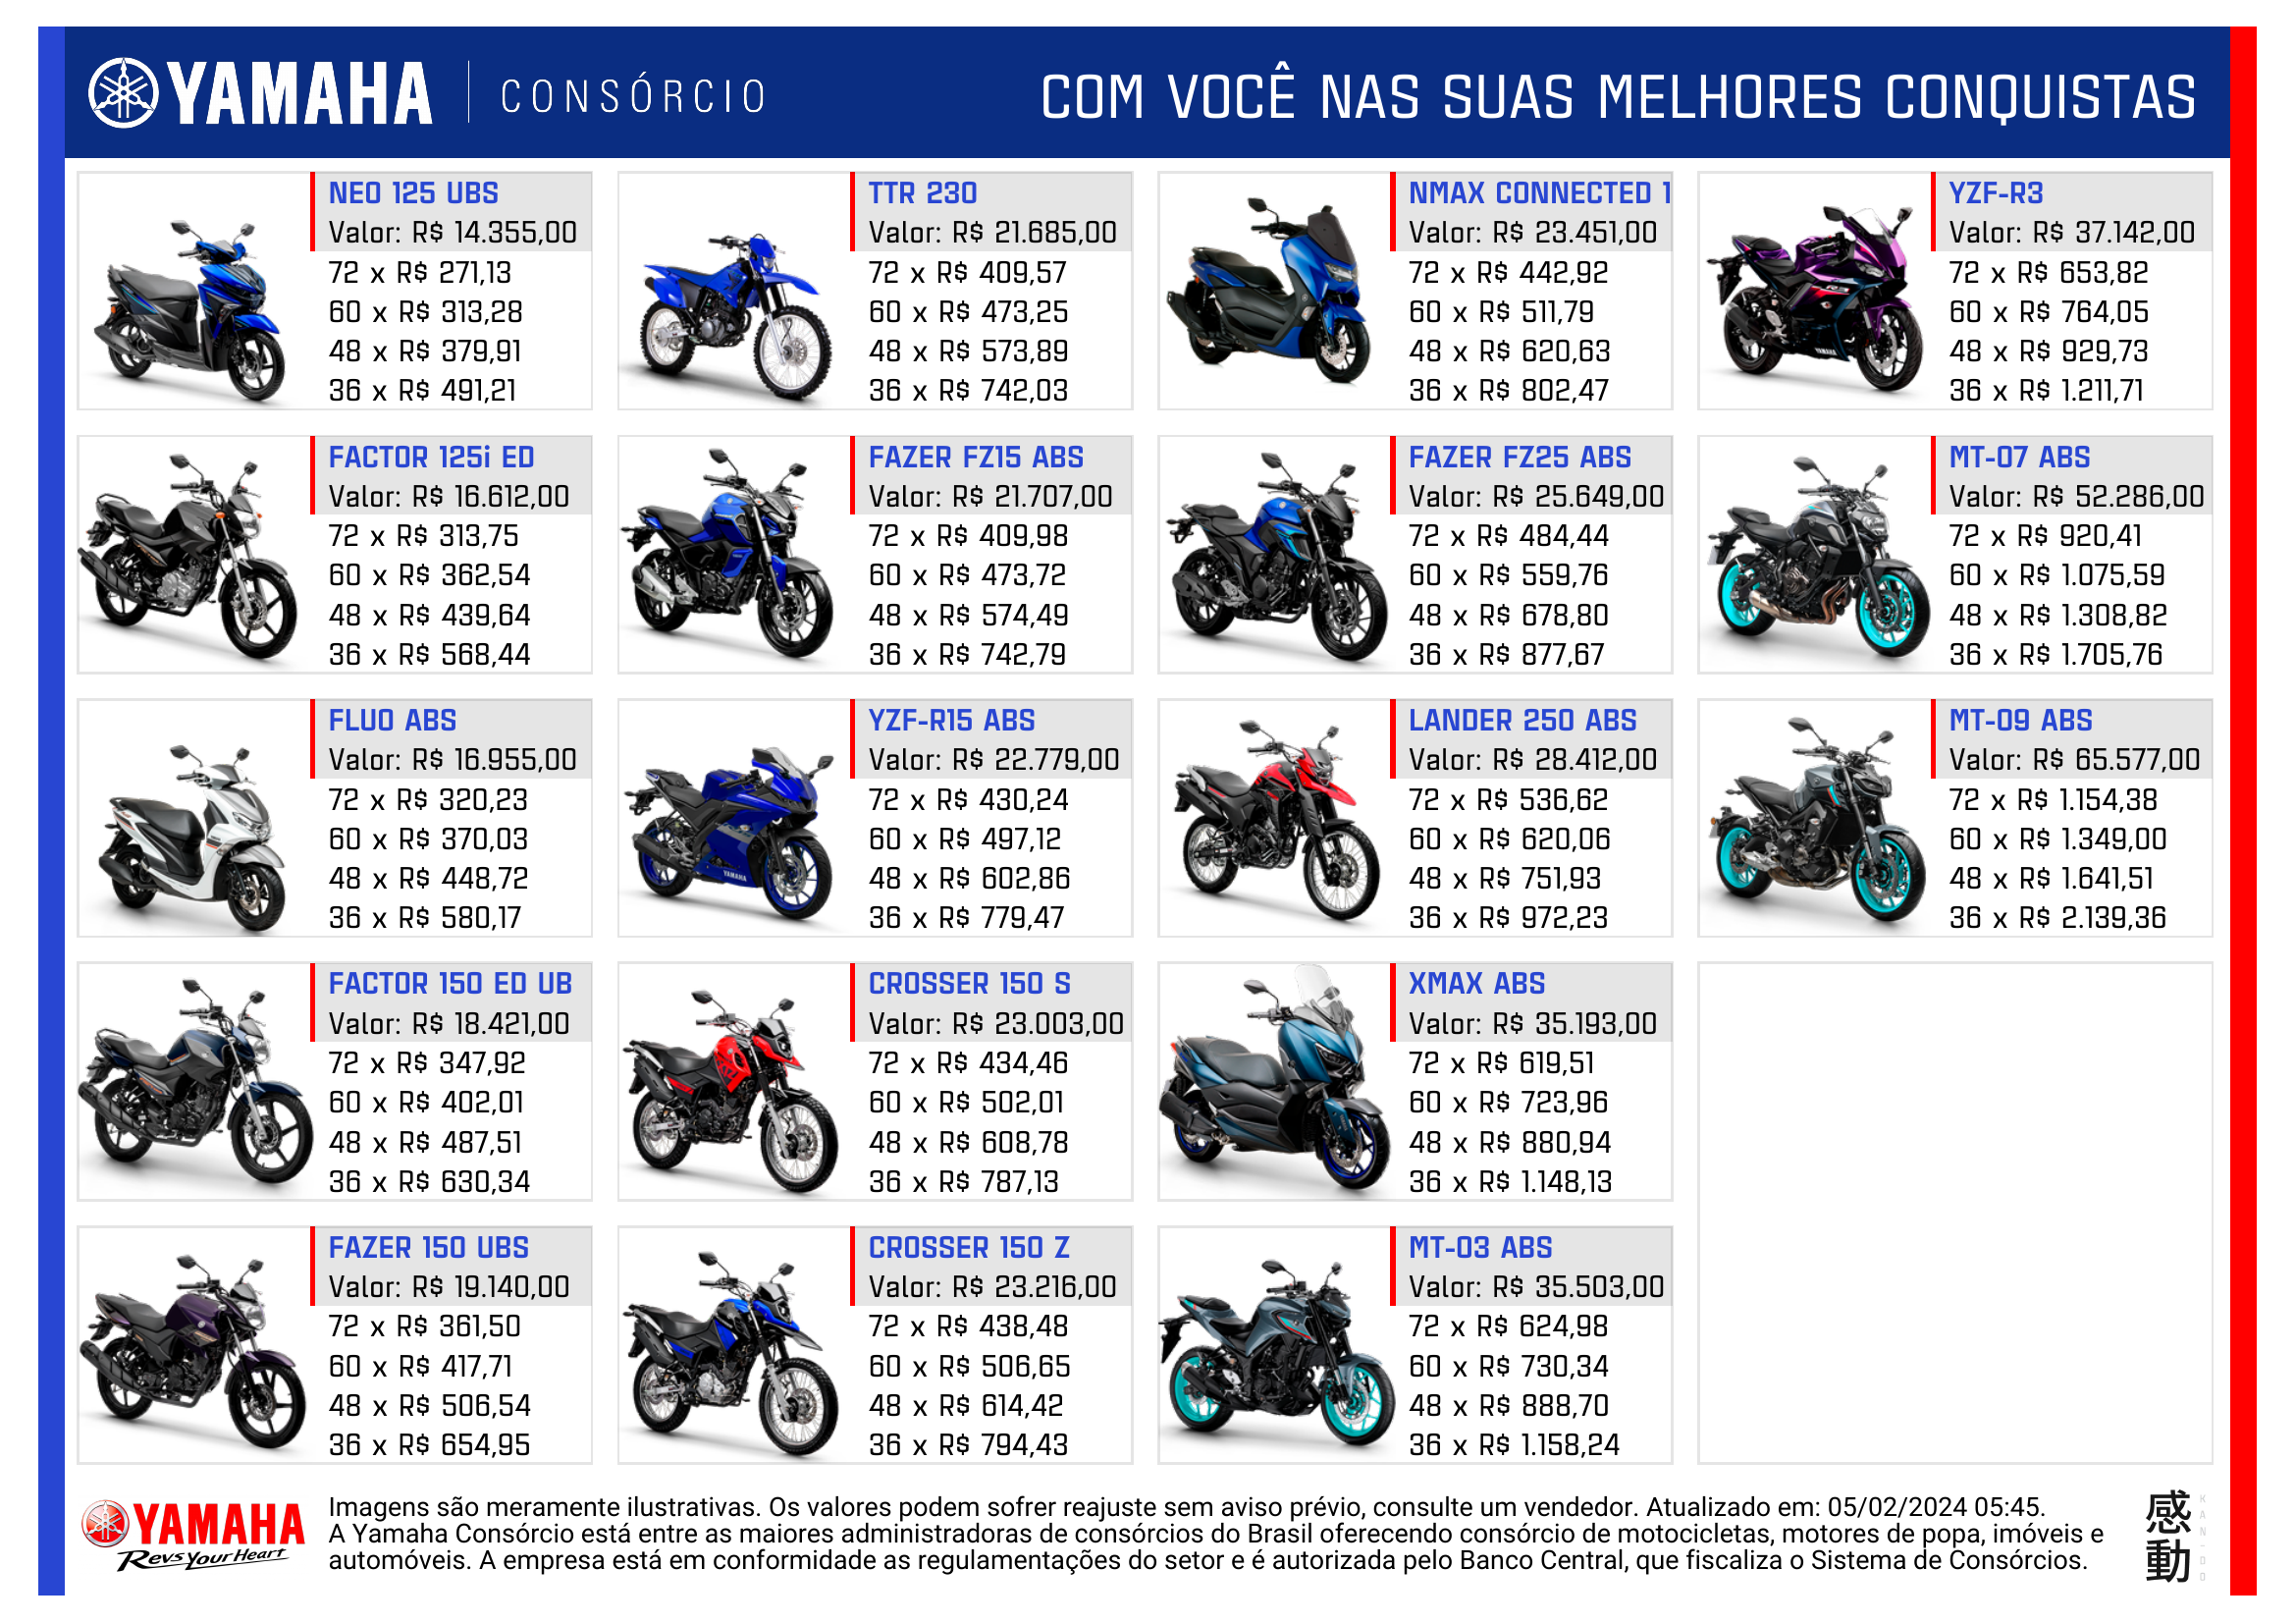 YAMAHA CONSÓRCIO
COM VOCÊ NAS SUAS MELHORES CONQUISTAS
NEO 125 UBS
Valor: R$ 14.355,00
72 x R$ 271,13
60 x R$ 313,28
48 x R$ 379,91
36 x R$ 491,21
TTR 230
Valor: R$ 21.685,00
72 x R$ 409,57
60 x R$ 473,25
48 x R$ 573,89
36 x R$ 742,03
NMAX CONNECTED 1
Valor: R$ 23.451,00
72 x R$ 442,92
60 x R$ 511,79
48 x R$ 620,63
36 x R$ 802,47
YZF-R3
Valor: R$ 37.142,00
72 x R$ 653,82
60 x R$ 764,05
48 x R$ 929,73
36 x R$ 1.211,71
FACTOR 125i ED
Valor: R$ 16.612,00
72 x R$ 313,75
60 x R$ 362,54
48 x R$ 439,64
36 x R$ 568,44
FAZER FZ15 ABS
Valor: R$ 21.707,00
72 x R$ 409,98
60 x R$ 473,72
48 x R$ 574,49
36 x R$ 742,79
FAZER FZ25 ABS
Valor: R$ 25.649,00
72 x R$ 484,44
60 x R$ 559,76
48 x R$ 678,80
36 x R$ 877,67
MT-07 ABS
Valor: R$ 52.286,00
72 x R$ 920,41
60 x R$ 1.075,59
48 x R$ 1.308,82
36 x R$ 1.705,76
FLUO ABS
Valor: R$ 16.955,00
72 x R$ 320,23
60 x R$ 370,03
48 x R$ 448,72
36 x R$ 580,17
YZF-R15 ABS
Valor: R$ 22.779,00
72 x R$ 430,24
60 x R$ 497,12
48 x R$ 602,86
36 x R$ 779,47
LANDER 250 ABS
Valor: R$ 28.412,00
72 x R$ 536,62
60 x R$ 620,06
48 x R$ 751,93
36 x R$ 972,23
MT-09 ABS
Valor: R$ 65.577,00
72 x R$ 1.154,38
60 x R$ 1.349,00
48 x R$ 1.641,51
36 x R$ 2.139,36
FACTOR 150 ED UB
Valor: R$ 18.421,00
72 x R$ 347,92
60 x R$ 402,01
48 x R$ 487,51
36 x R$ 630,34
CROSSER 150 S
Valor: R$ 23.003,00
72 x R$ 434,46
60 x R$ 502,01
48 x R$ 608,78
36 x R$ 787,13
XMAX ABS
Valor: R$ 35.193,00
72 x R$ 619,51
60 x R$ 723,96
48 x R$ 880,94
36 x R$ 1.148,13
FAZER 150 UBS
Valor: R$ 19.140,00
72 x R$ 361,50
60 x R$ 417,71
48 x R$ 506,54
36 x R$ 654,95
CROSSER 150 Z
Valor: R$ 23.216,00
72 x R$ 438,48
60 x R$ 506,65
48 x R$ 614,42
36 x R$ 794,43
MT-03 ABS
Valor: R$ 35.503,00
72 x R$ 624,98
60 x R$ 730,34
48 x R$ 888,70
36 x R$ 1.158,24
YAMAHA
Revs Your Heart
Imagens são meramente ilustrativas. Os valores podem sofrer reajuste sem aviso prévio, consulte um vendedor. Atualizado em: 05/02/2024 05:45.
A Yamaha Consórcio está entre as maiores administradoras de consórcios do Brasil oferecendo consórcio de motocicletas, motores de popa, imóveis e
automóveis. A empresa está em conformidade as regulamentações do setor e é autorizada pelo Banco Central, que fiscaliza o Sistema de Consórcios.
感動
KAN-DO